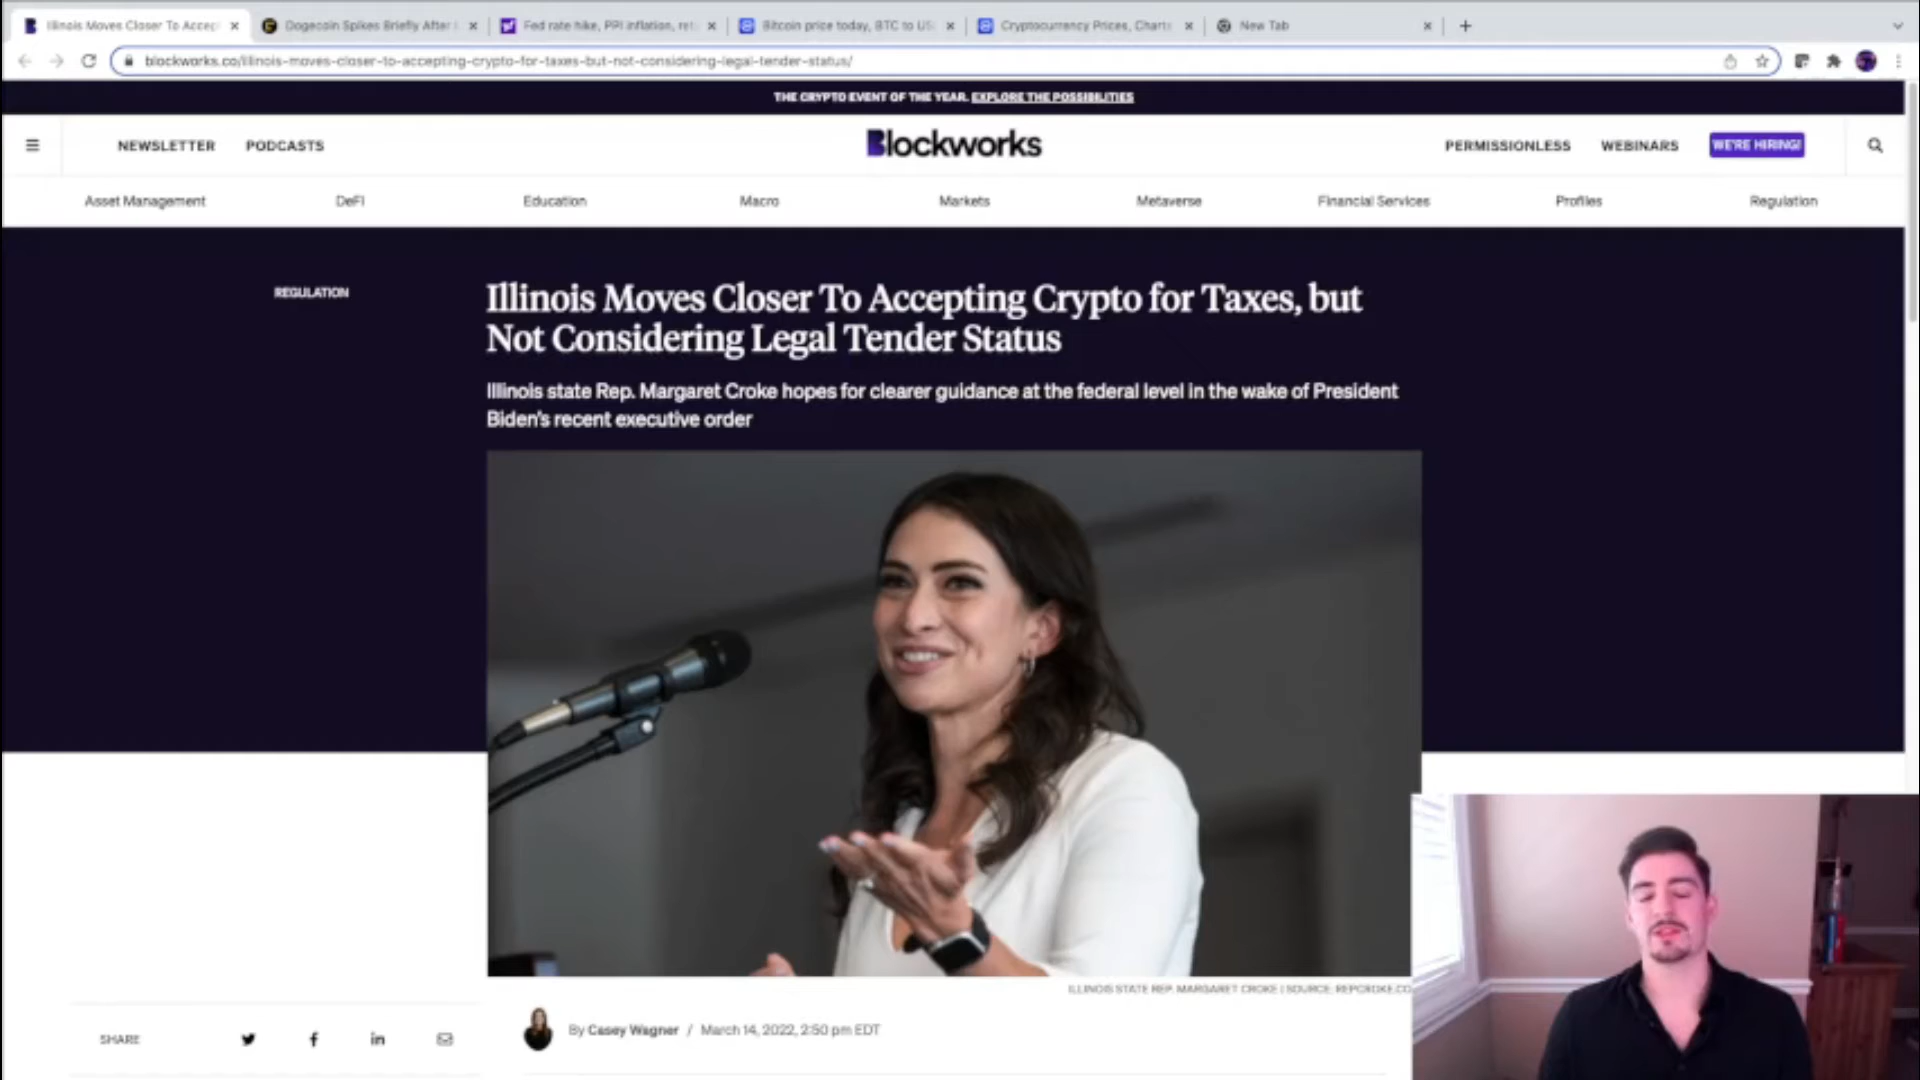 Illinois Moves Closer To Accep
Dogecoin Spikes Briefly After
Fed rate hike, PPI inflation, ret
Bitcoin price today, BTC to US
Cryptocurrency Prices, Charts
New Tab
blockworks.co/illinois-moves-closer-to-accepting-crypto-for-taxes-but-not-considering-legal-tender-status/
THE CRYPTO EVENT OF THE YEAR. EXPLORE THE POSSIBILITIES
NEWSLETTER PODCASTS
Blockworks
PERMISSIONLESS WEBINARS WE'RE HIRING!
Asset Management DeFi Education Macro Markets Metaverse Financial Services Profiles Regulation
REGULATION
Illinois Moves Closer To Accepting Crypto for Taxes, but
Not Considering Legal Tender Status
Illinois state Rep. Margaret Croke hopes for clearer guidance at the federal level in the wake of President
Biden's recent executive order
ILLINOIS STATE REP. MARGARET CROKE | SOURCE: REPCROKE.CO
SHARE
By Casey Wagner / March 14, 2022, 2:50 pm EDT